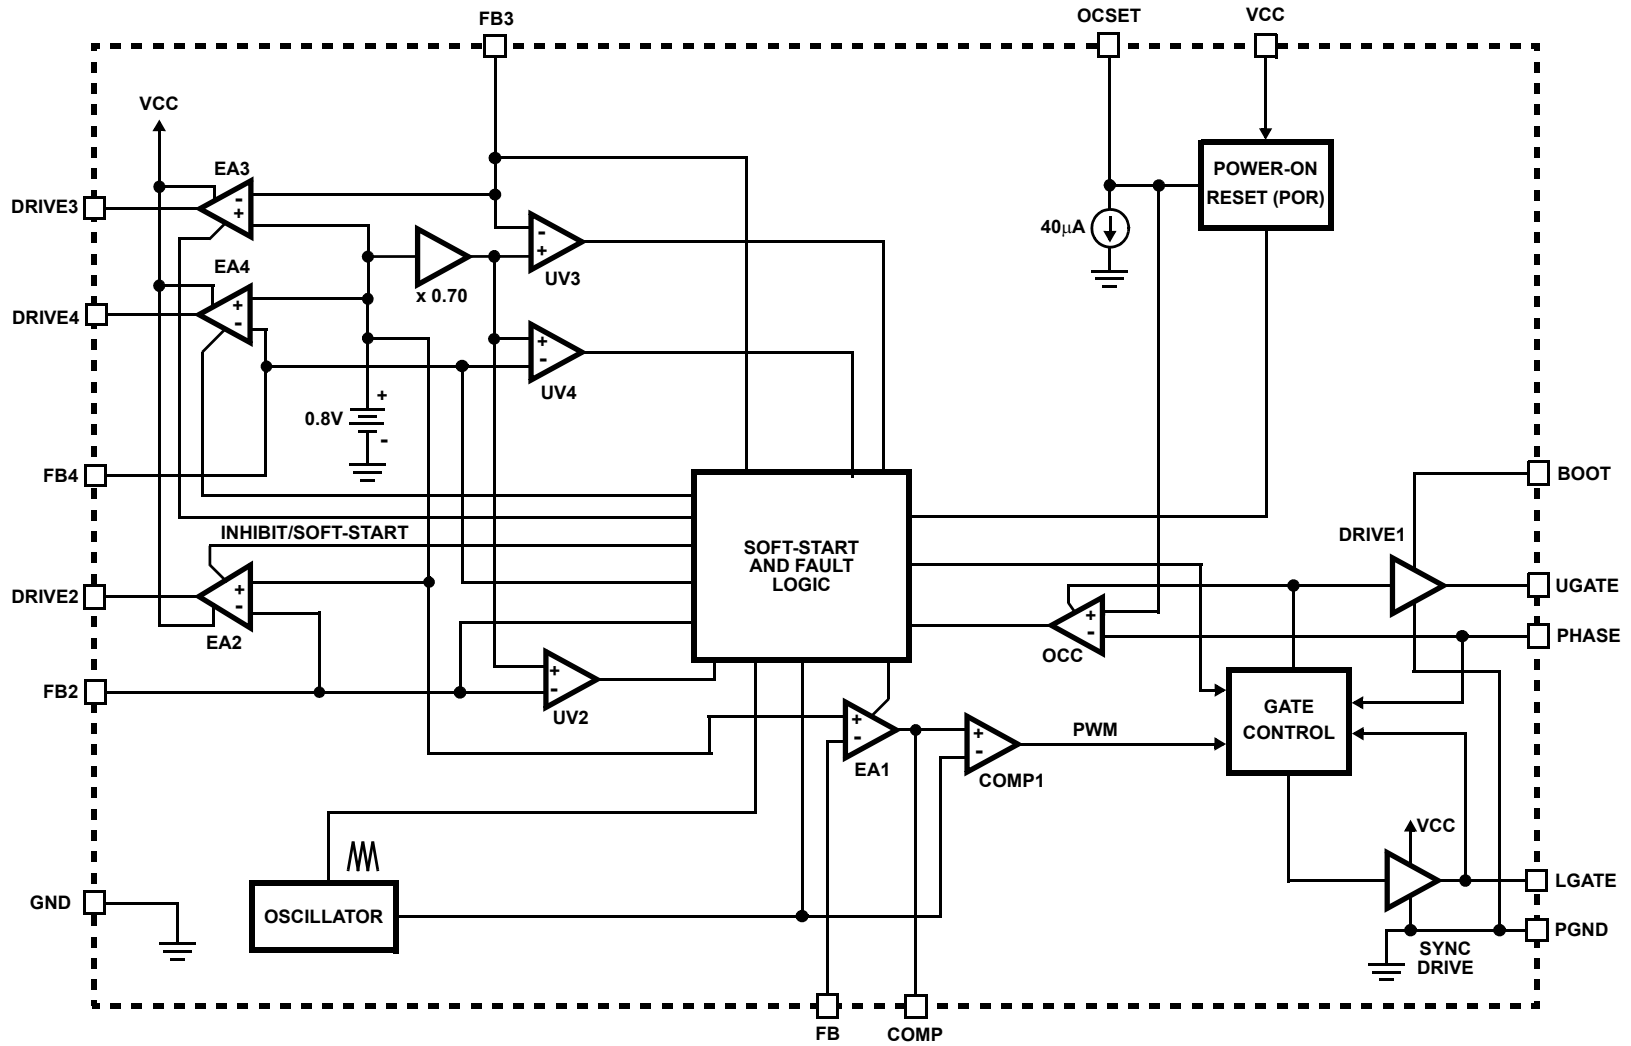 FB3
OCSET
VCC
VCC
EA3
-
+
DRIVE3
POWER-ON
RESET (POR)
40µA
-
+
UV3
EA4
+
-
x 0.70
DRIVE4
+
-
UV4
0.8V
+
-
FB4
BOOT
INHIBIT/SOFT-START
DRIVE1
SOFT-START
AND FAULT
LOGIC
DRIVE2
+
-
EA2
UGATE
+
-
OCC
PHASE
FB2
+
-
UV2
GATE
CONTROL
+
-
EA1
+
-
COMP1
PWM
VCC
LGATE
GND
OSCILLATOR
PGND
SYNC
DRIVE
FB
COMP